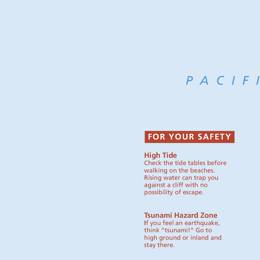 PACIFI
FOR YOUR SAFETY
High Tide
Check the tide tables before
walking on the beaches.
Rising water can trap you
against a cliff with no
possibility of escape.
Tsunami Hazard Zone
If you feel an earthquake,
think "tsunami!" Go to
high ground or inland and
stay there.